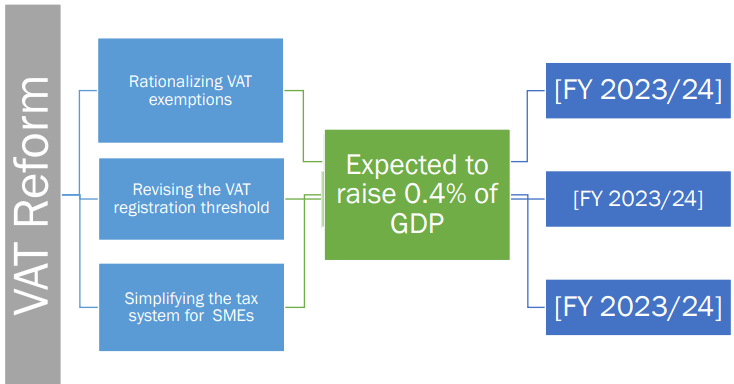 VAT Reform
Rationalizing VAT
exemptions
Revising the VAT
registration threshold
Simplifying the tax
system for SMEs
Expected to
raise 0.4% of
GDP
[FY 2023/24]
[FY 2023/24]
[FY 2023/24]